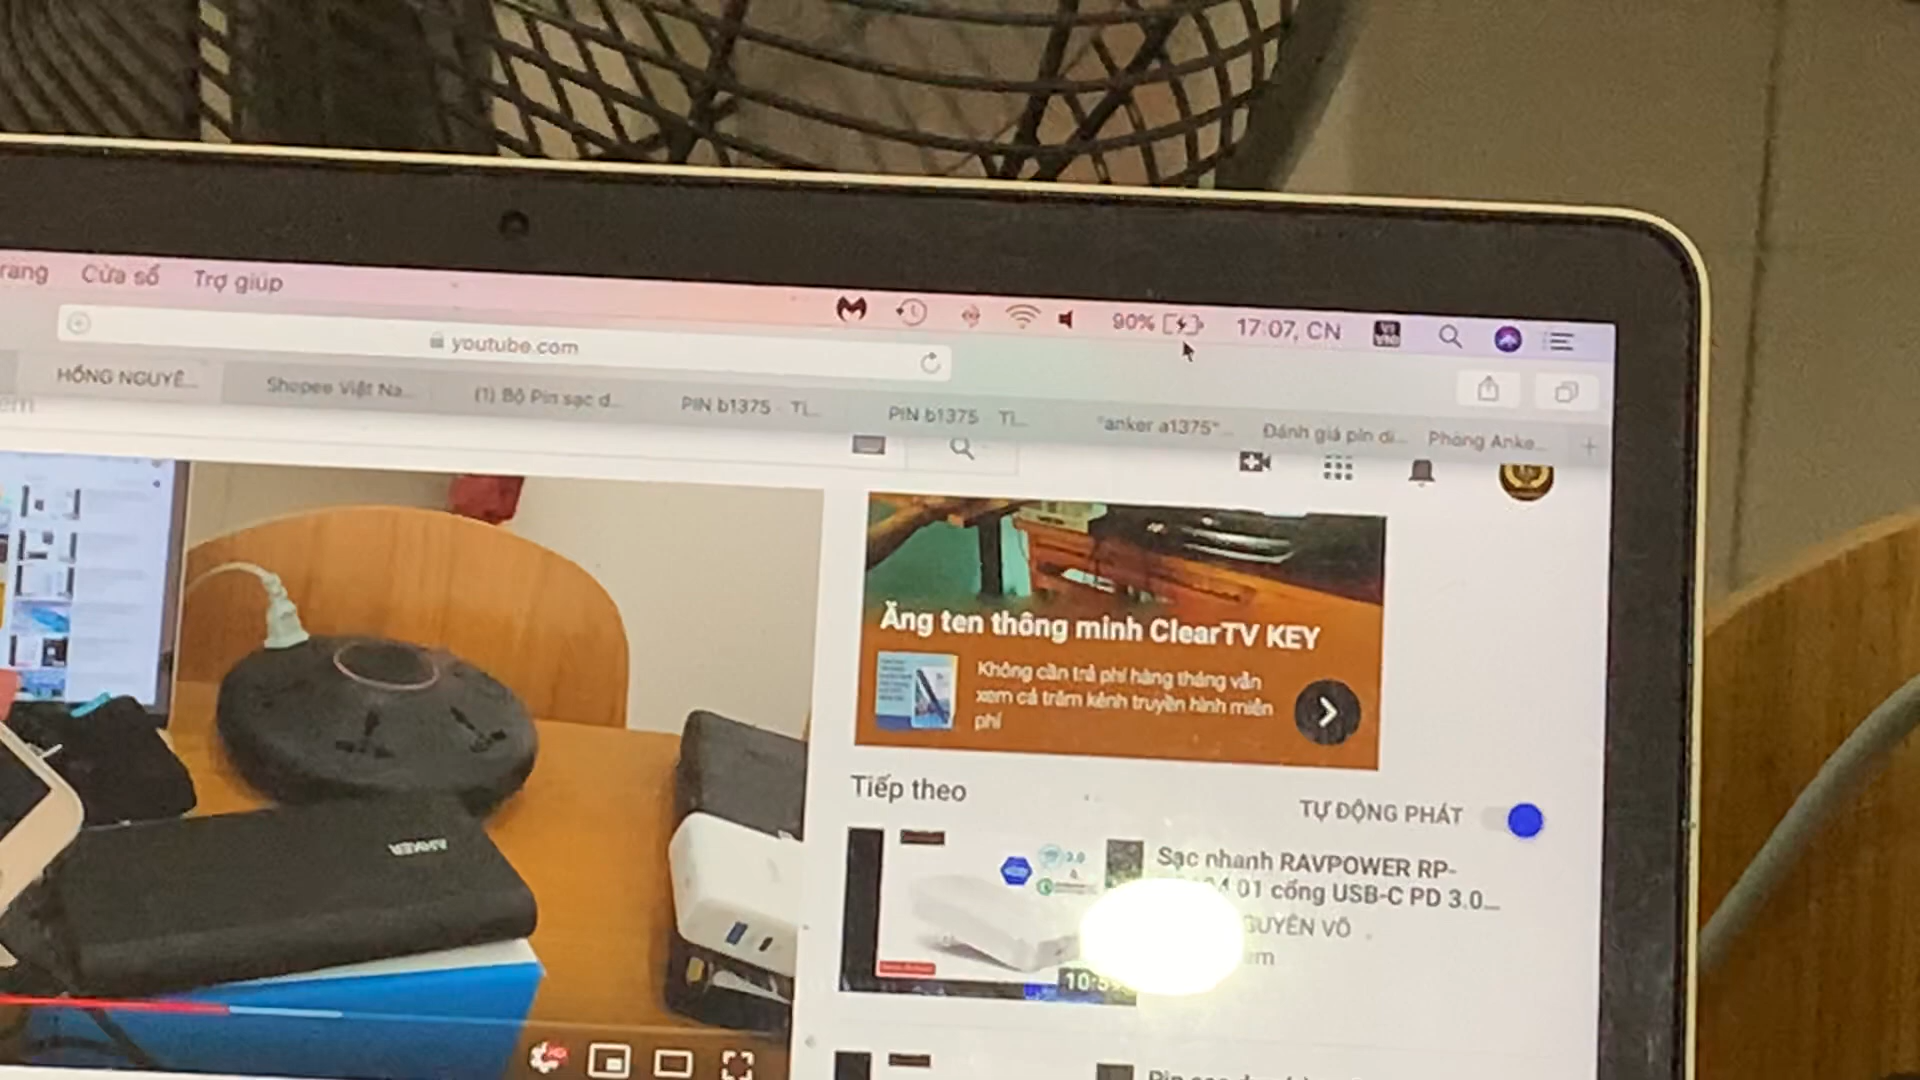 Cửa sổ Trợ giúp
90% 17:07, CN
youtube.com
HỒNG NGUYÊ... Shopee Việt Na... (1) Bộ Pin sạc d... PIN b1375 - Ti... PIN b1375 Ti... "anker a1375"... Đánh giá pin di... Phòng Anke...
Ăng ten thông minh ClearTV KEY
Không cần trả phí hàng tháng vẫn
xem cả trăm kênh truyền hình miễn
phí
Tiếp theo
TỰ ĐỘNG PHÁT
Sạc nhanh RAVPOWER RP-
01 cổng USB-C PD 3.0...
VÕ
ANKER
HD